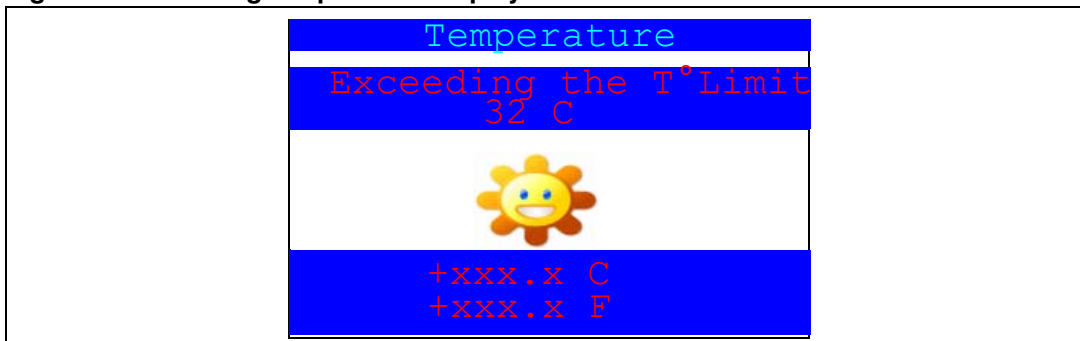 Temperature
Exceeding the T°Limit
32 C
+xxx.x C
+xxx.x F